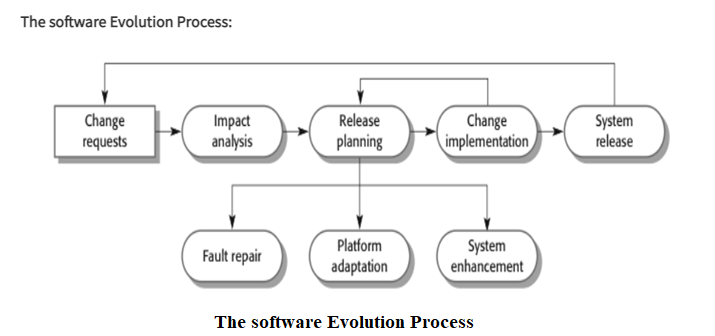 The software Evolution Process:
Change
requests
Impact
analysis
Release
planning
Change
implementation
System
release
Fault repair
Platform
adaptation
System
enhancement
The software Evolution Process